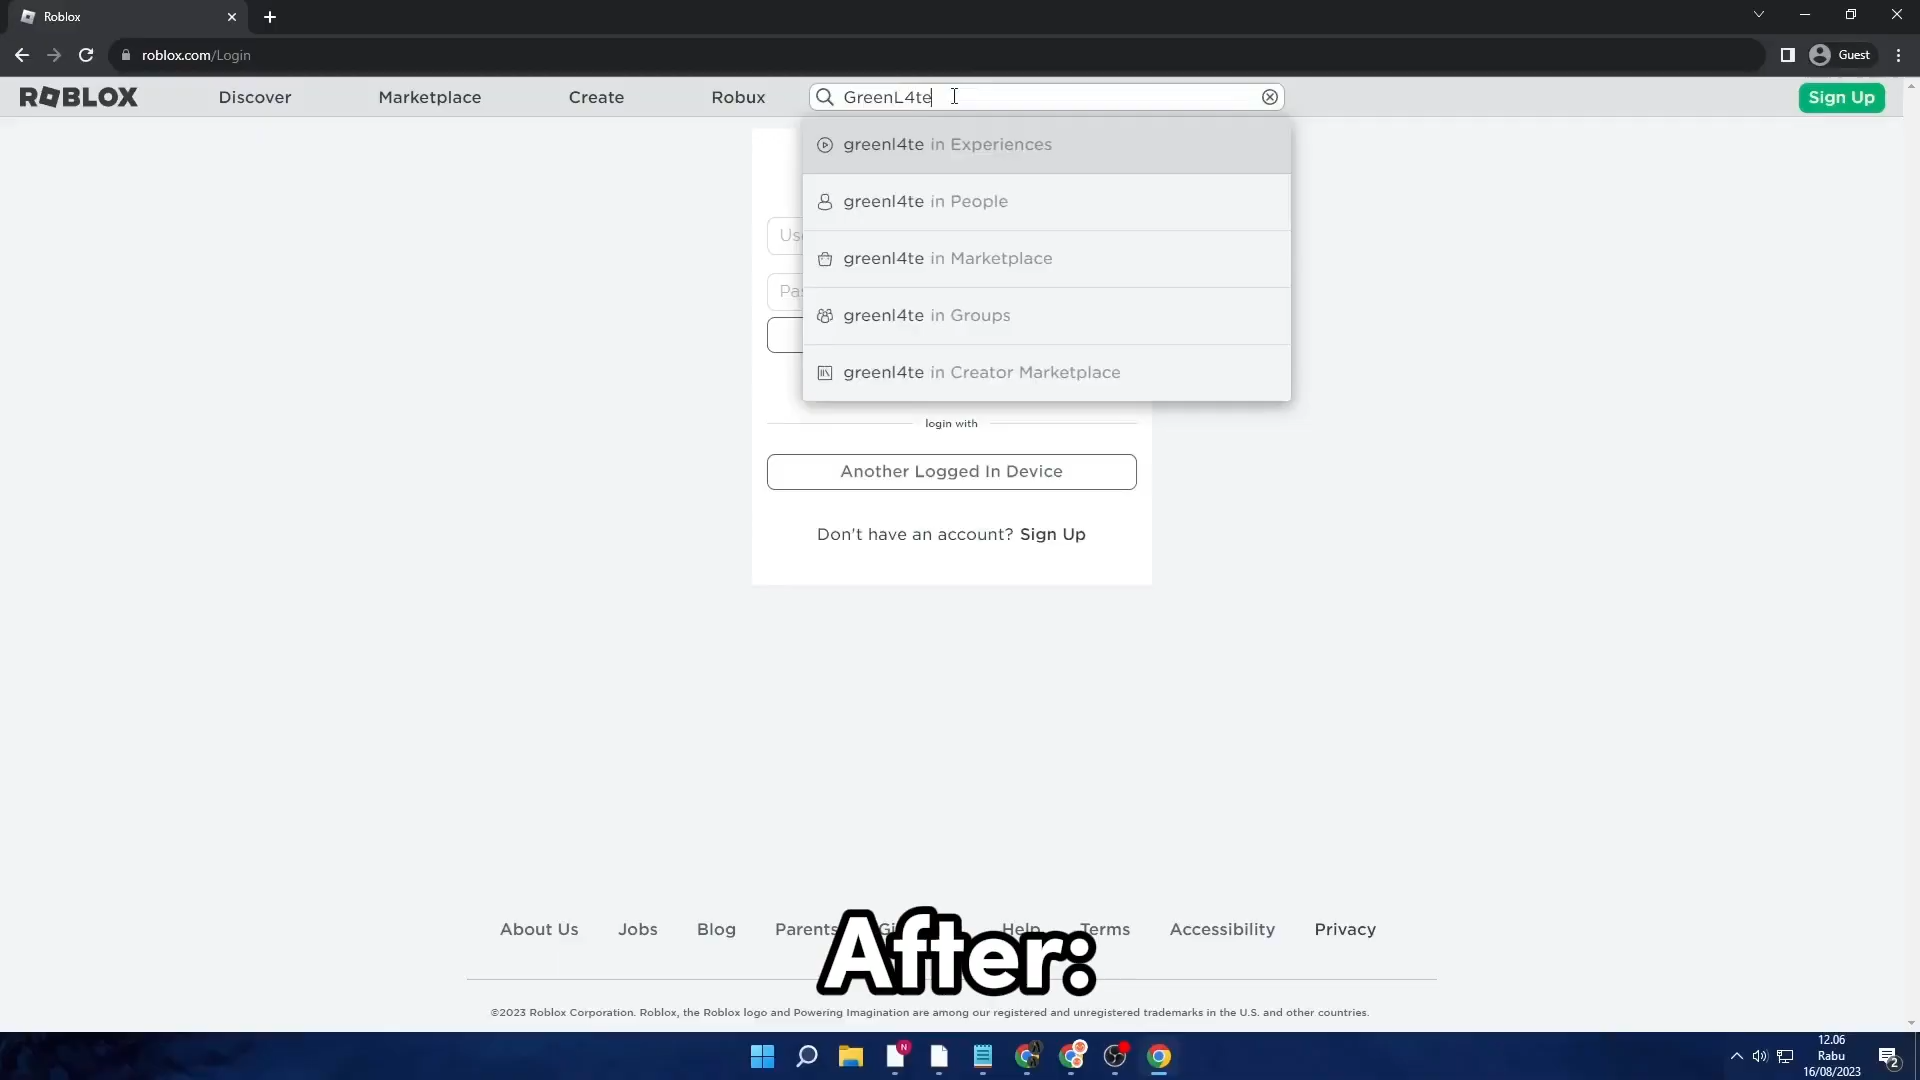 Roblox
roblox.com/Login
Guest
ROBLOX
Discover
Marketplace
Create
Robux
GreenL4te
Sign Up
greenl4te in Experiences
greenl4te in People
greenl4te in Marketplace
greenl4te in Groups
greenl4te in Creator Marketplace
login with
Another Logged In Device
Don't have an account? Sign Up
About Us
Jobs
Blog
Parents
Help
Terms
Accessibility
Privacy
After:
©2023 Roblox Corporation. Roblox, the Roblox logo and Powering Imagination are among our registered and unregistered trademarks in the U.S. and other countries.
N
12.06
Rabu
16/08/2023
2